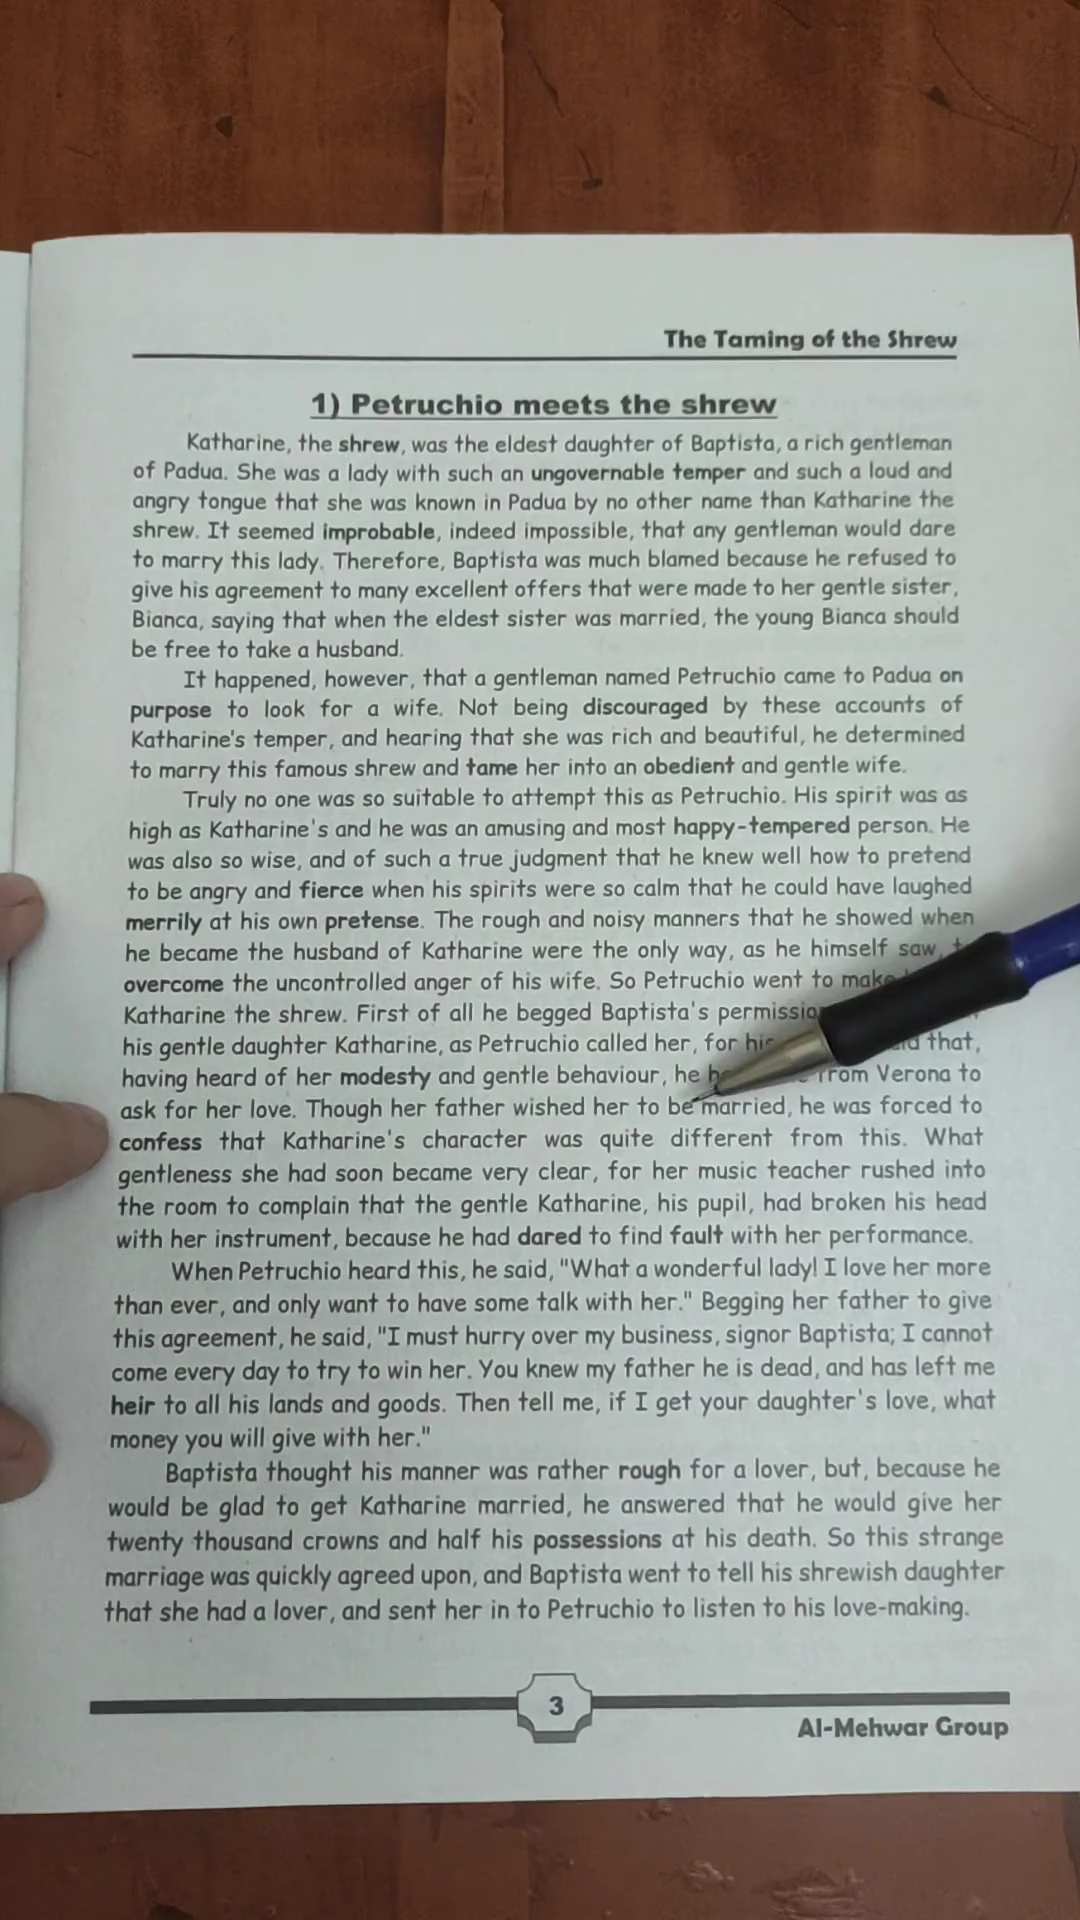 The Taming of the Shrew
1) Petruchio meets the shrew
Katharine, the shrew, was the eldest daughter of Baptista, a rich gentleman
of Padua. She was a lady with such an ungovernable temper and such a loud and
angry tongue that she was known in Padua by no other name than Katharine the
shrew. It seemed improbable, indeed impossible, that any gentleman would dare
to marry this lady. Therefore, Baptista was much blamed because he refused to
give his agreement to many excellent offers that were made to her gentle sister,
Bianca, saying that when the eldest sister was married, the young Bianca should
be free to take a husband.
It happened, however, that a gentleman named Petruchio came to Padua on
purpose to look for a wife. Not being discouraged by these accounts of
Katharine's temper, and hearing that she was rich and beautiful, he determined
to marry this famous shrew and tame her into an obedient and gentle wife.
Truly no one was so suitable to attempt this as Petruchio. His spirit was as
high as Katharine's and he was an amusing and most happy-tempered person. He
was also so wise, and of such a true judgment that he knew well how to pretend
to be angry and fierce when his spirits were so calm that he could have laughed
merrily at his own pretense. The rough and noisy manners that he showed when
he became the husband of Katharine were the only way, as he himself saw,
overcome the uncontrolled anger of his wife. So Petruchio went to make
Katharine the shrew. First of all he begged Baptista's
his gentle daughter Katharine, as Petruchio called her, for that,
having heard of her modesty and gentle behaviour, he from Verona to
ask for her love. Though her father wished her to be married, he was forced to
confess that Katharine's character was quite different from this. What
gentleness she had soon became very clear, for her music teacher rushed into
the room to complain that the gentle Katharine, his pupil, had broken his head
with her instrument, because he had dared to find fault with her performance.
When Petruchio heard this, he said, "What a wonderful lady! I love her more
than ever, and only want to have some talk with her." Begging her father to give
this agreement, he said, "I must hurry over my business, signor Baptista; I cannot
come every day to try to win her. You knew my father he is dead, and has left me
heir to all his lands and goods. Then tell me, if I get your daughter's love, what
money you will give with her."
Baptista thought his manner was rather rough for a lover, but, because he
would be glad to get Katharine married, he answered that he would give her
twenty thousand crowns and half his possessions at his death. So this strange
marriage was quickly agreed upon, and Baptista went to tell his shrewish daughter
that she had a lover, and sent her in to Petruchio to listen to his love-making.
3
Al-Mehwar Group